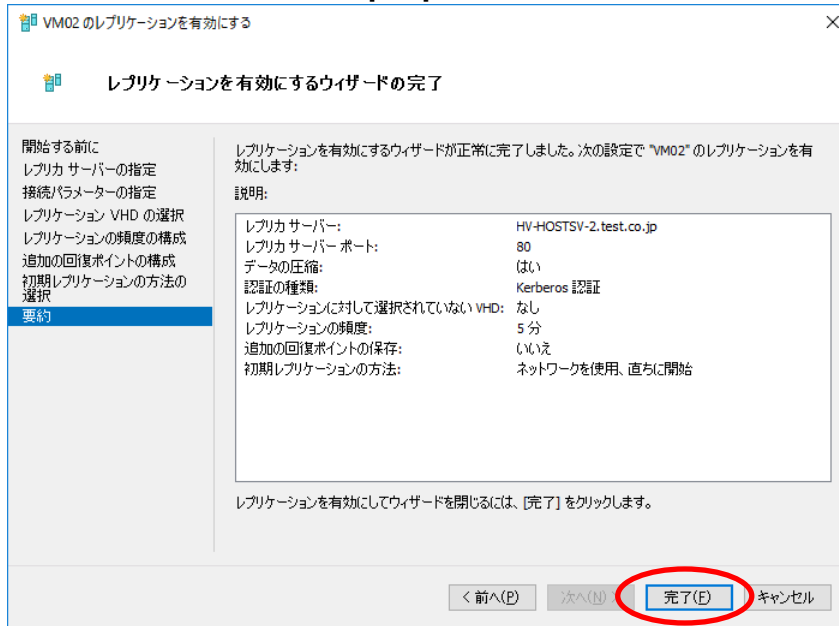 VM02 のレプリケーションを有効にする
レプリケーションを有効にするウィザードの完了
開始する前に
レプリカ サーバーの指定
接続パラメーターの指定
レプリケーション VHD の選択
レプリケーションの頻度の構成
追加の回復ポイントの構成
初期レプリケーションの方法の
選択
要約
レプリケーションを有効にするウィザードが正常に完了しました。次の設定で "VM02" のレプリケーションを有
効にします:
説明:
レプリカ サーバー: HV-HOSTSV-2.test.co.jp
レプリカ サーバー ポート: 80
データの圧縮: はい
認証の種類: Kerberos 認証
レプリケーションに対して選択されていない VHD: なし
レプリケーションの頻度: 5 分
追加の回復ポイントの保存: いいえ
初期レプリケーションの方法: ネットワークを使用、直ちに開始
レプリケーションを有効にしてウィザードを閉じるには、[完了] をクリックします。
< 前へ(P) 次へ(N) > 完了(F) キャンセル